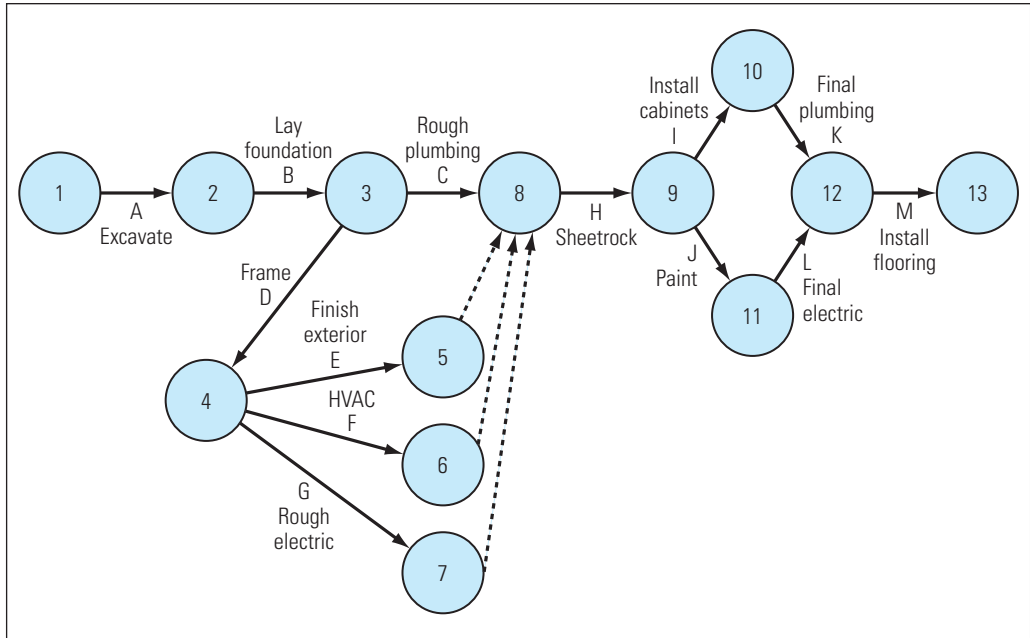 10
Install
cabinets
I
Final
plumbing
K
Lay
foundation
B
Rough
plumbing
C
1
2
3
8
9
12
13
A
Excavate
H
Sheetrock
M
Install
flooring
J
Paint
L
Final
electric
11
Frame
D
Finish
exterior
E
5
4
HVAC
F
6
G
Rough
electric
7